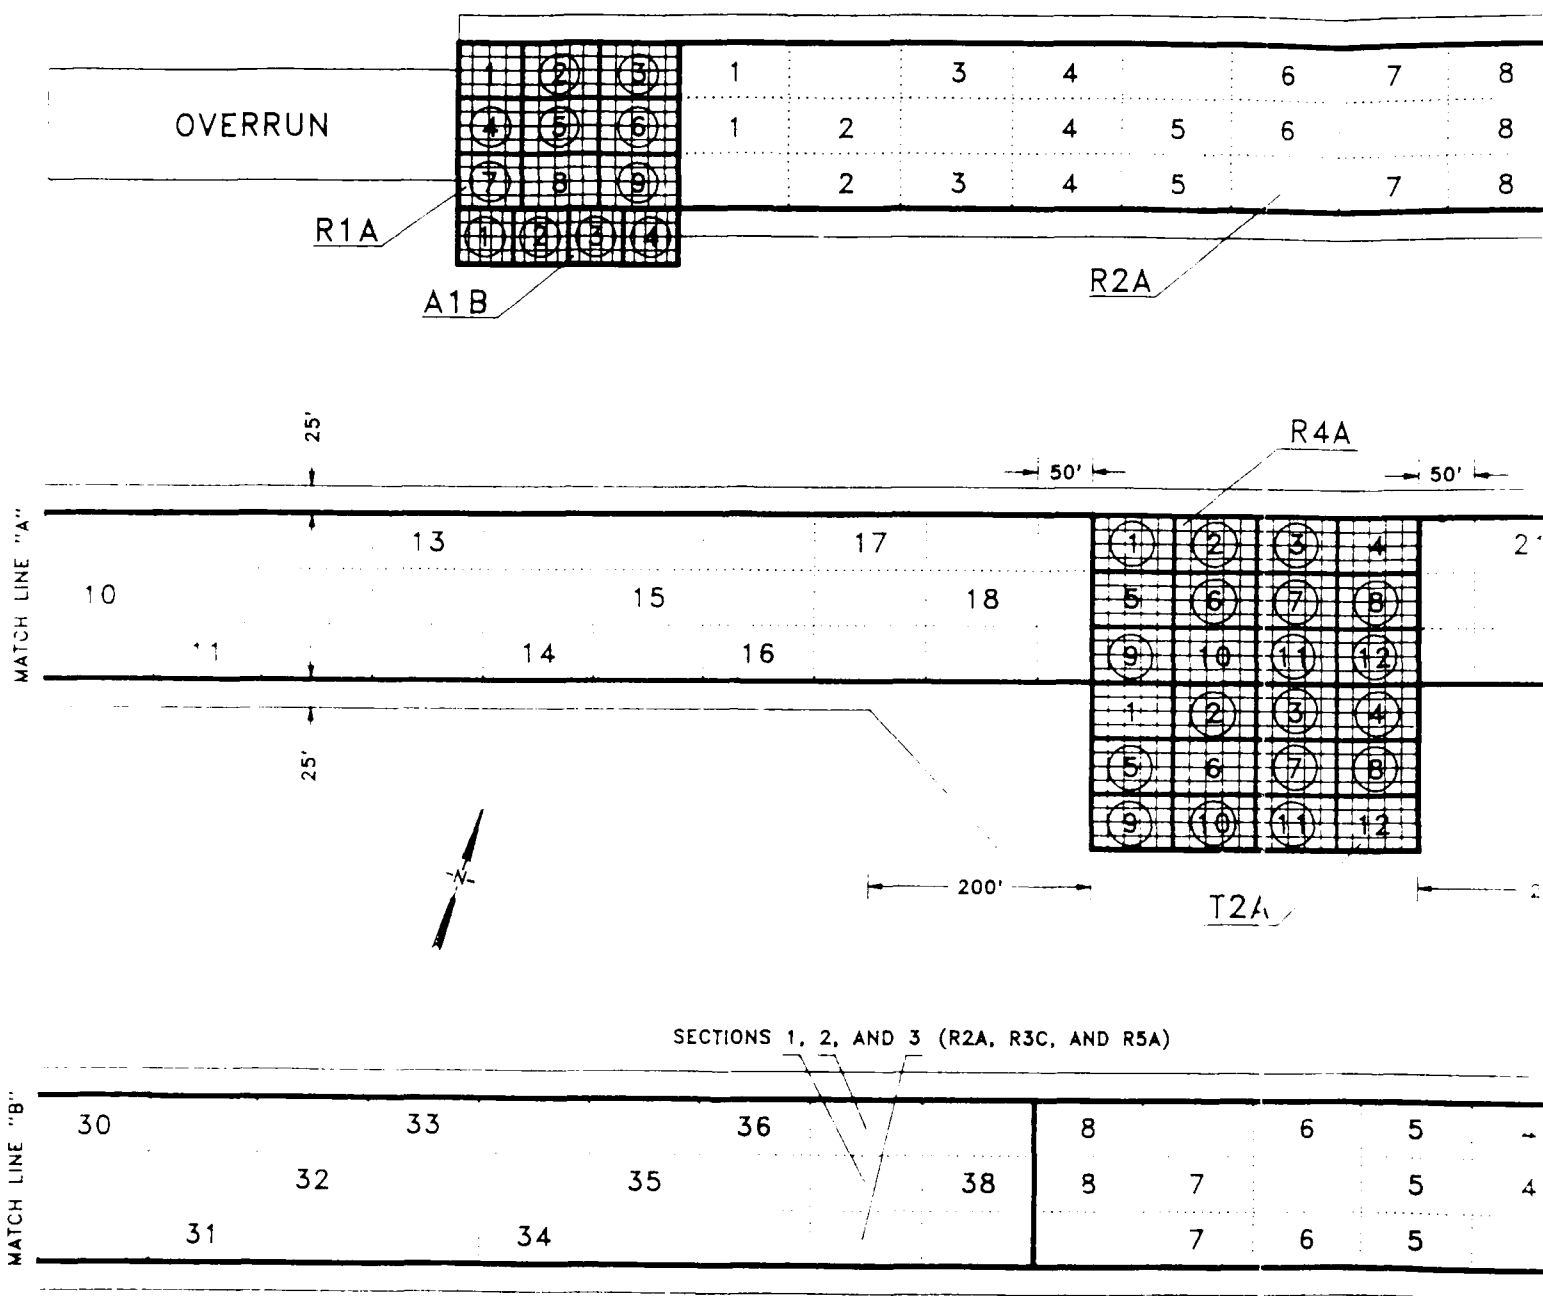 1 2 3 1 3 4 6 7 8
OVERRUN 4 5 6 1 2 4 5 6 8
7 8 9 2 3 4 5 7 8
R1A 1 2 3 4
A1B R2A
25'
R4A
50' 50'
MATCH LINE "A"
13 17 1 2 3 4
10 15 18 5 6 7 8
11 14 16 9 10 11 12
1 2 3 4
25' 5 6 7 8
9 10 11 12
N
200'
T2A
SECTIONS 1, 2, AND 3 (R2A, R3C, AND R5A)
MATCH LINE "B"
30 33 36 8 6 5
32 35 38 8 7 5 4
31 34 7 6 5